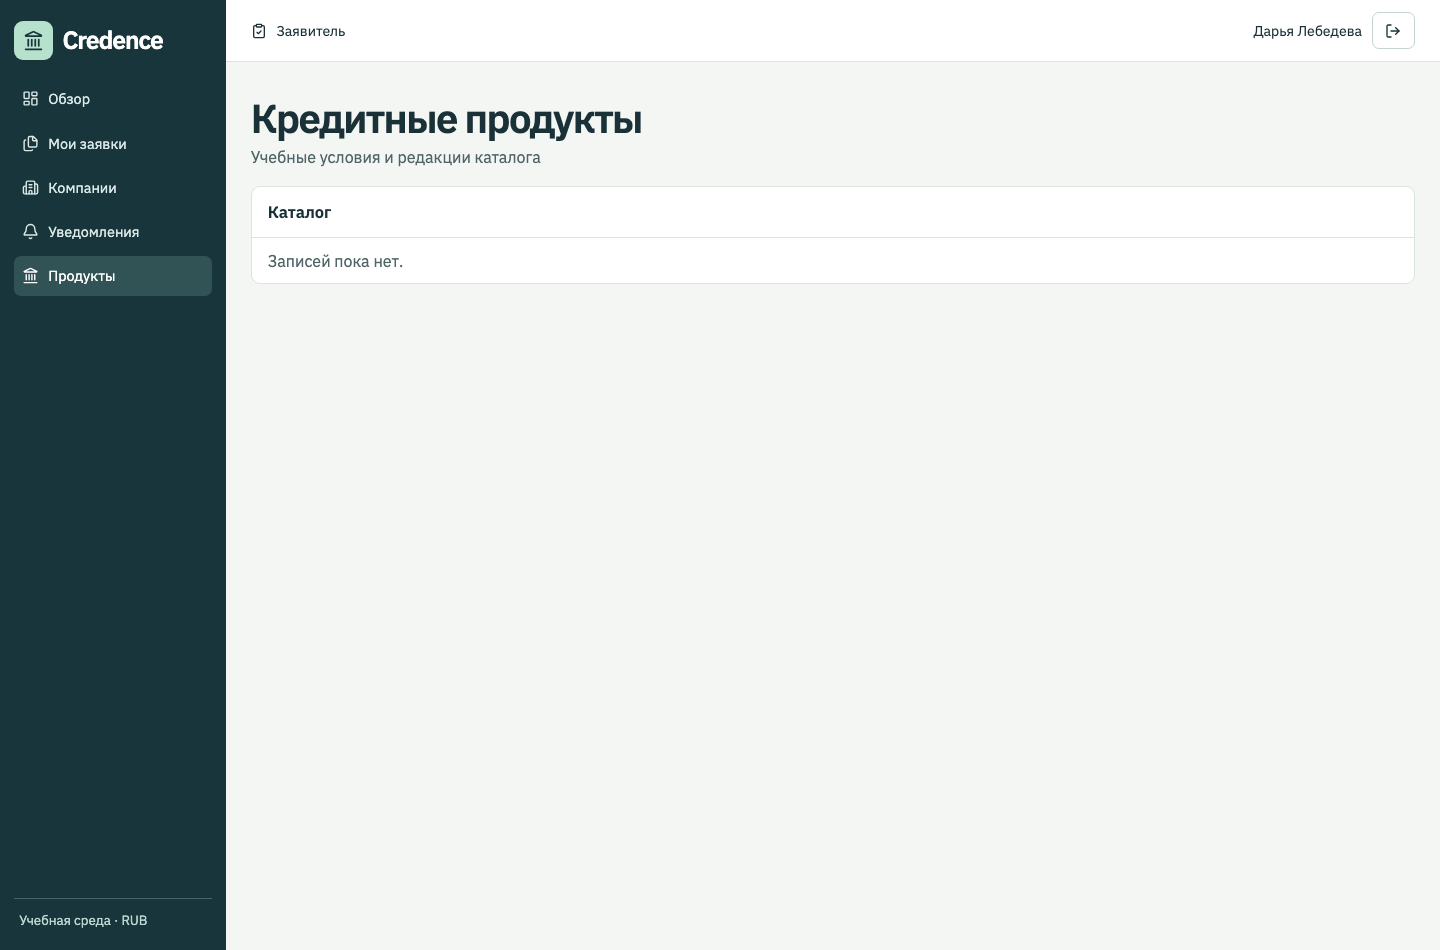 Credence
Обзор
Мои заявки
Компании
Уведомления
Продукты
Учебная среда · RUB
Заявитель
Дарья Лебедева
Кредитные продукты
Учебные условия и редакции каталога
Каталог
Записей пока нет.